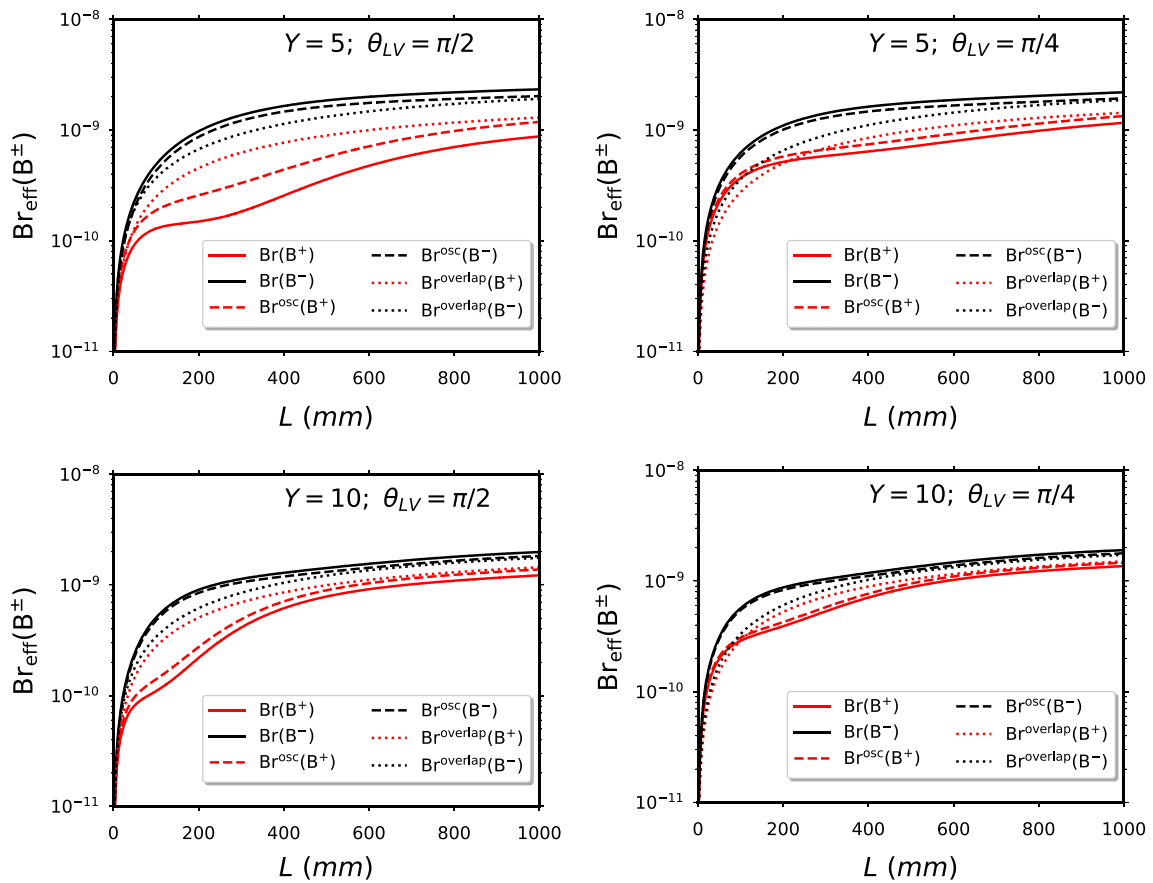 Y = 5; θ_LV = π/2
Br_eff(B^±)
10^−8
10^−9
10^−10
10^−11
Br(B^+)
Br(B^−)
Br^osc(B^+)
Br^osc(B^−)
Br^overlap(B^+)
Br^overlap(B^−)
0 200 400 600 800 1000
L (mm)
Y = 5; θ_LV = π/4
Br_eff(B^±)
10^−8
10^−9
10^−10
10^−11
Br(B^+)
Br(B^−)
Br^osc(B^+)
Br^osc(B^−)
Br^overlap(B^+)
Br^overlap(B^−)
0 200 400 600 800 1000
L (mm)
Y = 10; θ_LV = π/2
Br_eff(B^±)
10^−8
10^−9
10^−10
10^−11
Br(B^+)
Br(B^−)
Br^osc(B^+)
Br^osc(B^−)
Br^overlap(B^+)
Br^overlap(B^−)
0 200 400 600 800 1000
L (mm)
Y = 10; θ_LV = π/4
Br_eff(B^±)
10^−8
10^−9
10^−10
10^−11
Br(B^+)
Br(B^−)
Br^osc(B^+)
Br^osc(B^−)
Br^overlap(B^+)
Br^overlap(B^−)
0 200 400 600 800 1000
L (mm)